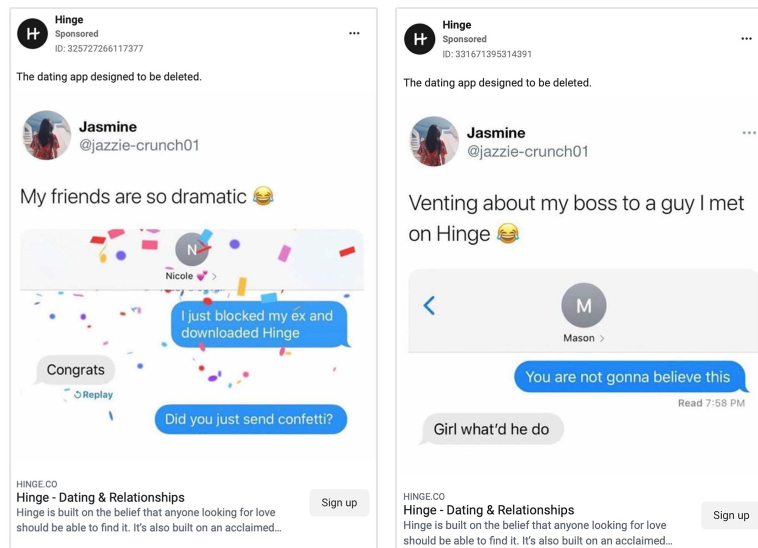 Hinge
Sponsored
ID: 325727266117377
The dating app designed to be deleted.
Jasmine
@jazzie-crunch01
My friends are so dramatic 😂
N
Nicole 💕 >
I just blocked my ex and
downloaded Hinge
Congrats
Replay
Did you just send confetti?
HINGE.CO
Hinge - Dating & Relationships
Hinge is built on the belief that anyone looking for love
should be able to find it. It's also built on an acclaimed...
Sign up
Hinge
Sponsored
ID: 331671395314391
The dating app designed to be deleted.
Jasmine
@jazzie-crunch01
Venting about my boss to a guy I met
on Hinge 😂
M
Mason >
You are not gonna believe this
Read 7:58 PM
Girl what'd he do
HINGE.CO
Hinge - Dating & Relationships
Hinge is built on the belief that anyone looking for love
should be able to find it. It's also built on an acclaimed...
Sign up